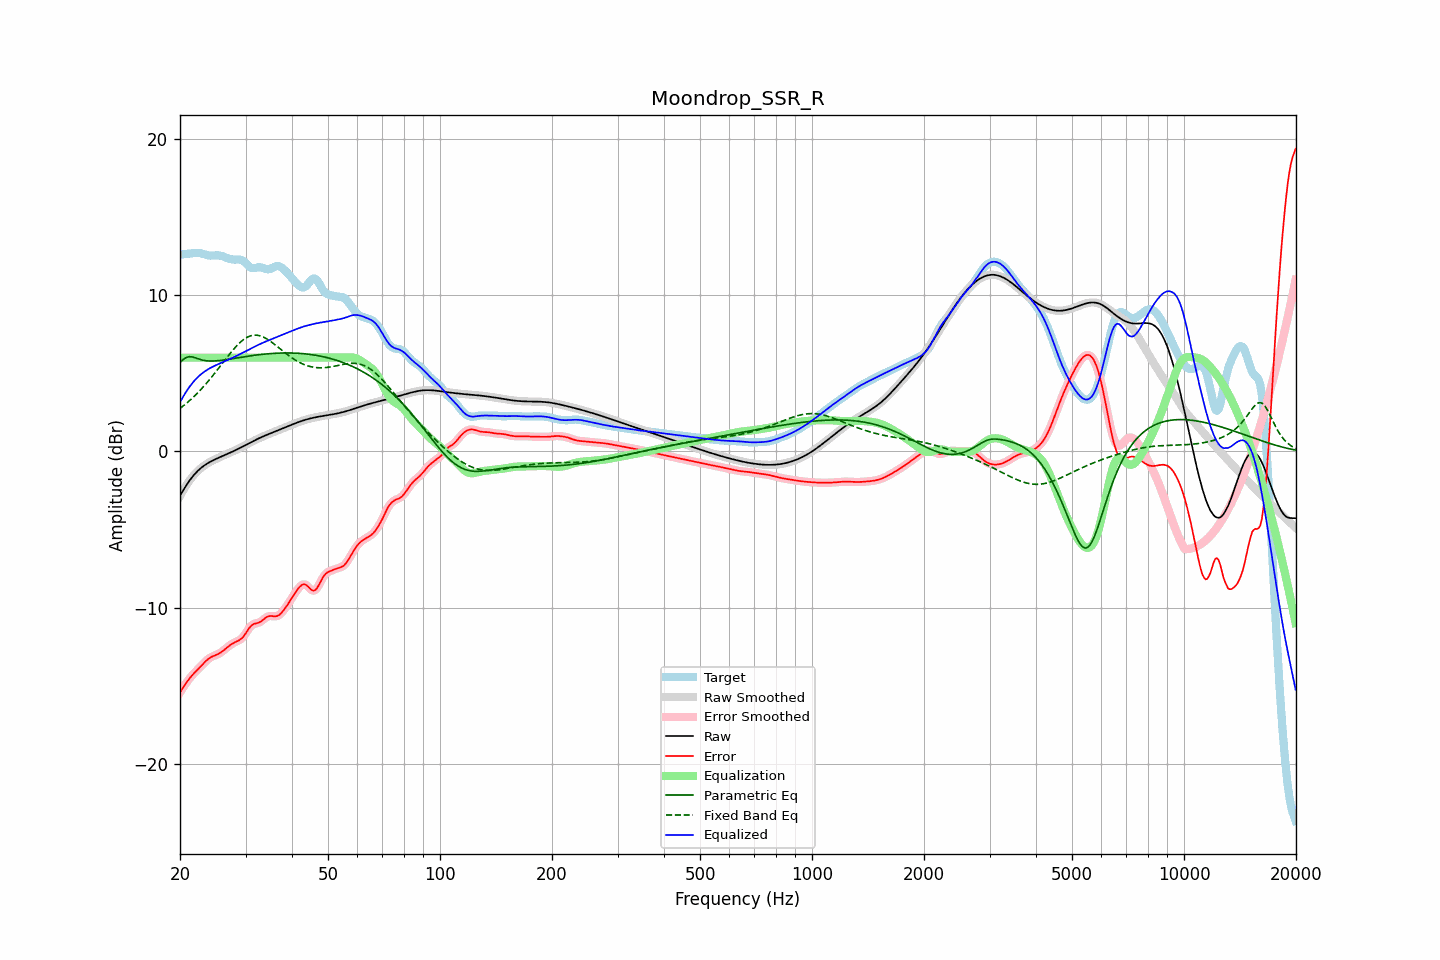 Moondrop_SSR_R
20
10
0
−10
−20
Amplitude (dBr)
20
50
100
200
500
1000
2000
5000
10000
20000
Frequency (Hz)
Target
Raw Smoothed
Error Smoothed
Raw
Error
Equalization
Parametric Eq
Fixed Band Eq
Equalized